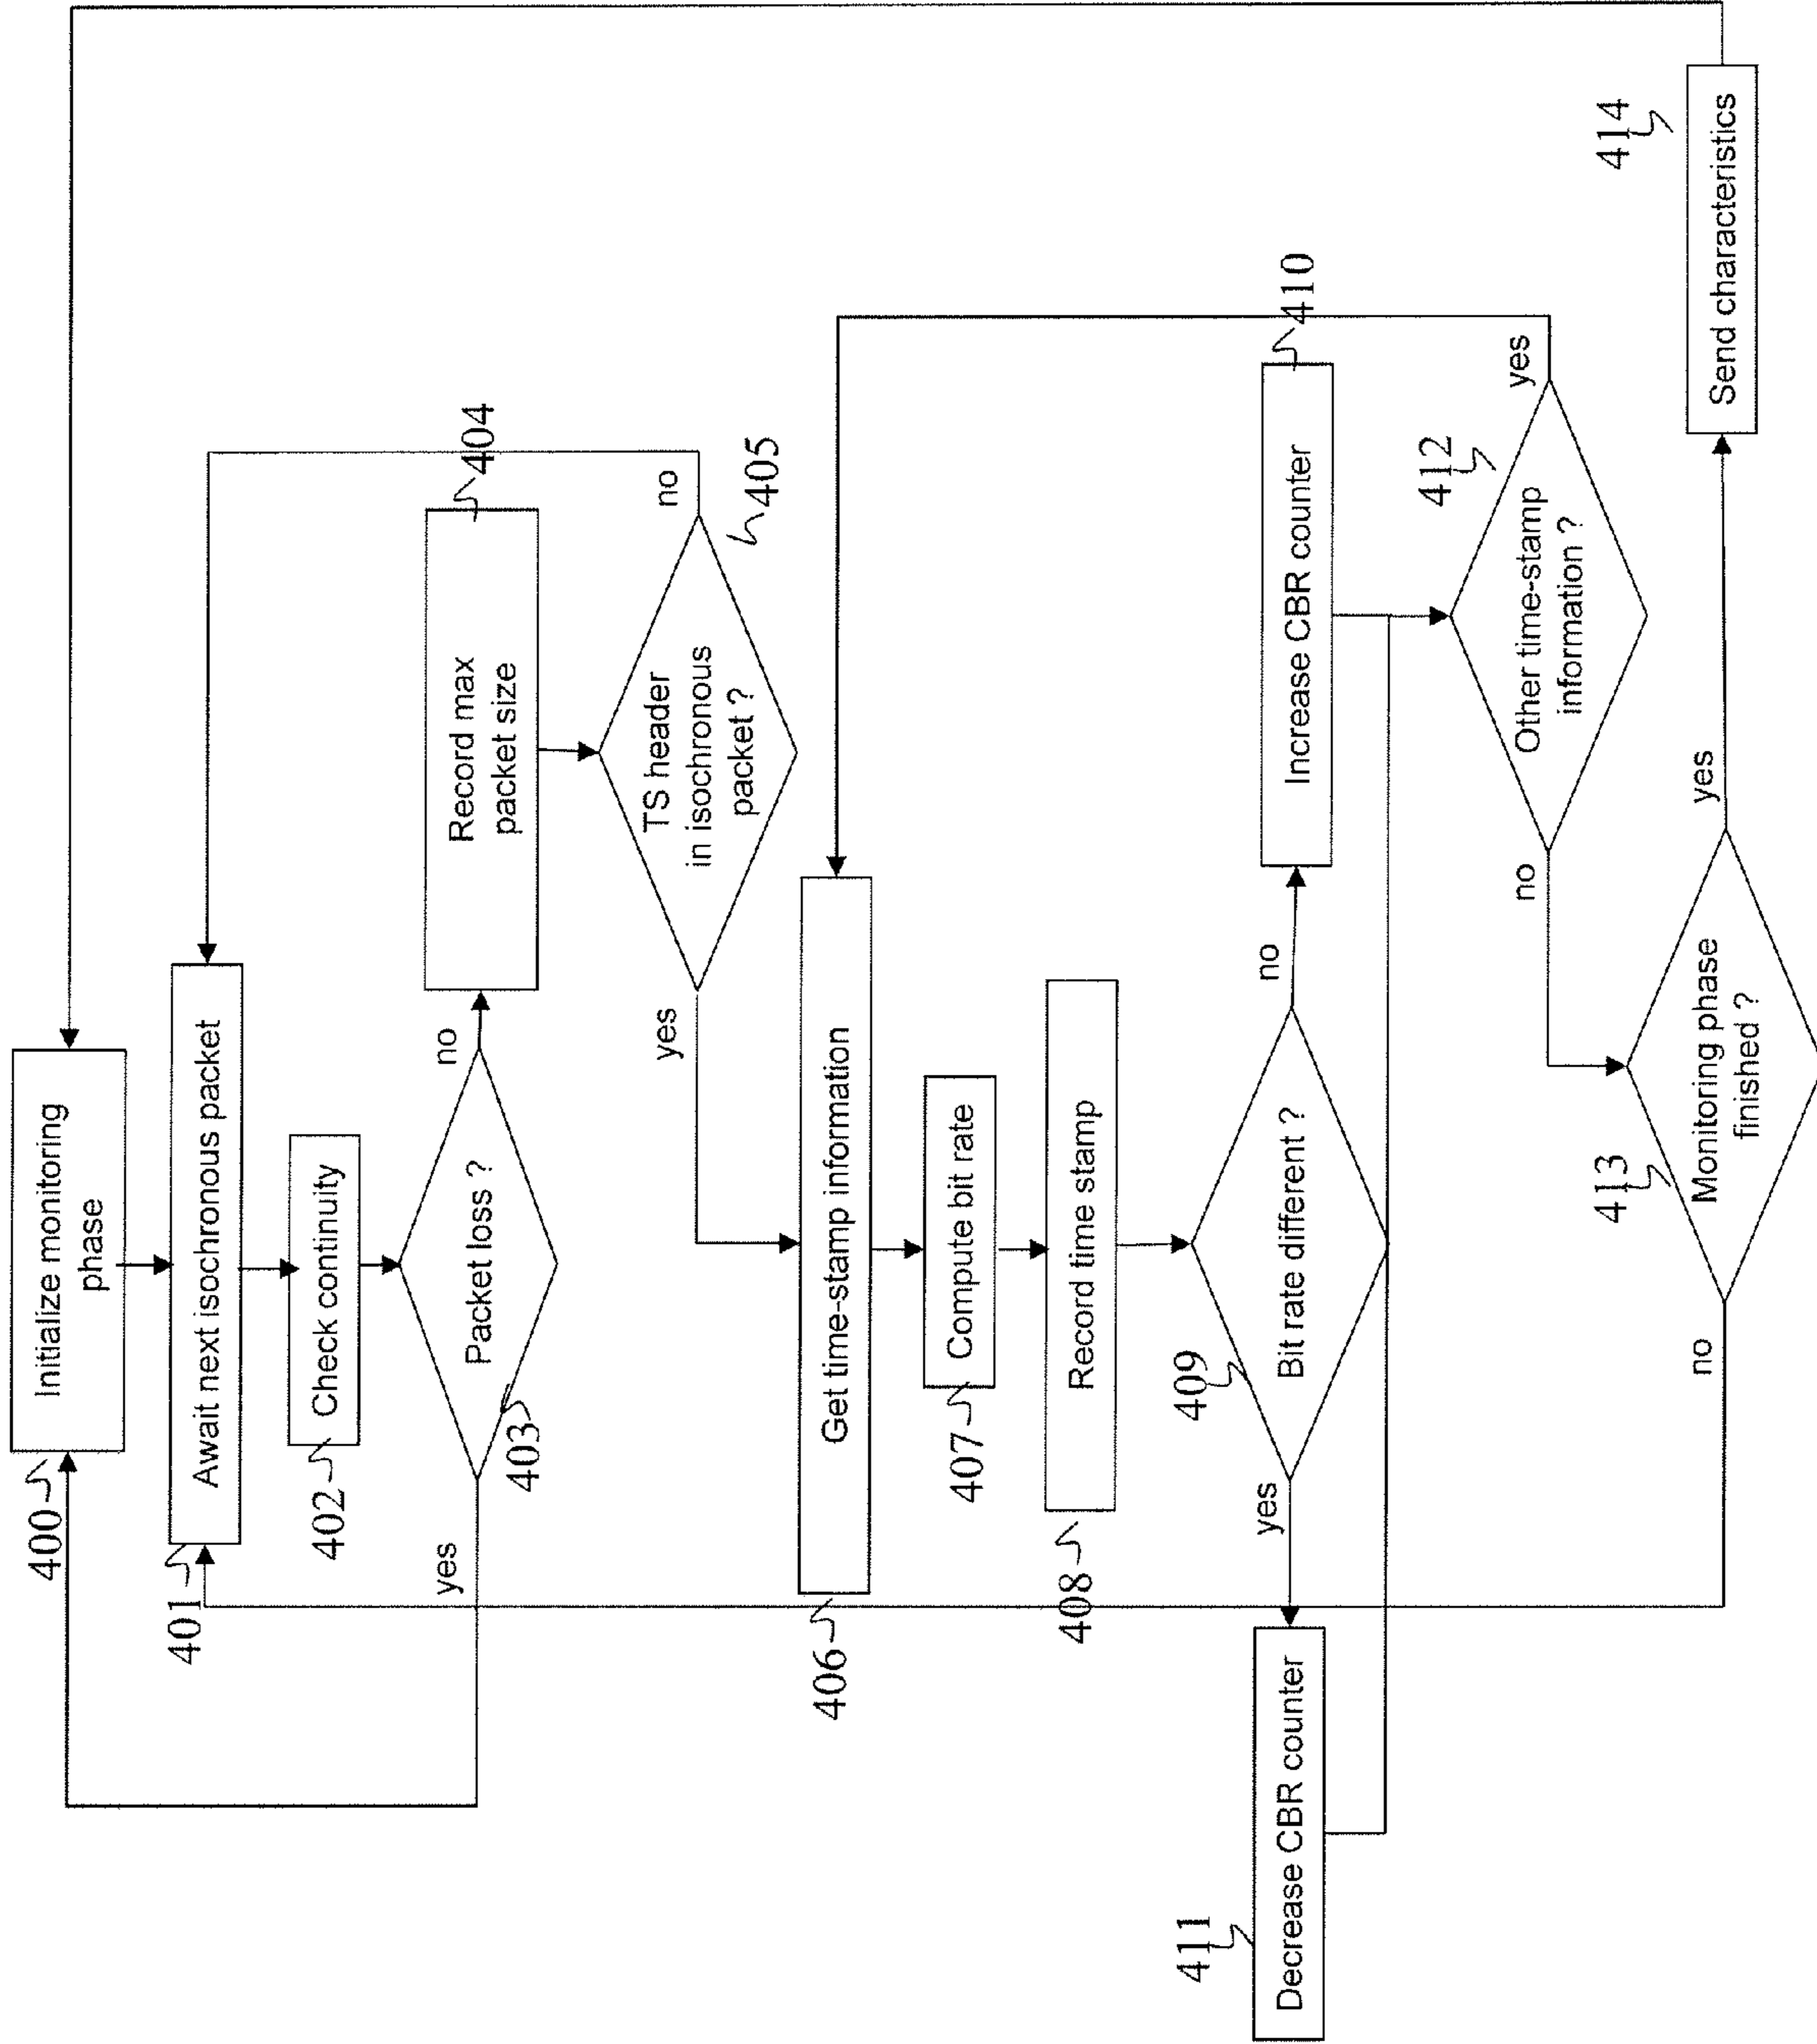 400
Initialize monitoring
phase
401
Await next isochronous packet
402
Check continuity
403
Packet loss ?
yes
no
404
Record max
packet size
405
TS header
in isochronous
packet ?
no
yes
406
Get time-stamp information
407
Compute bit rate
408
Record time stamp
409
Bit rate different ?
yes
no
411
Decrease CBR counter
410
Increase CBR counter
412
Other time-stamp
information ?
yes
no
413
Monitoring phase
finished ?
no
yes
414
Send characteristics